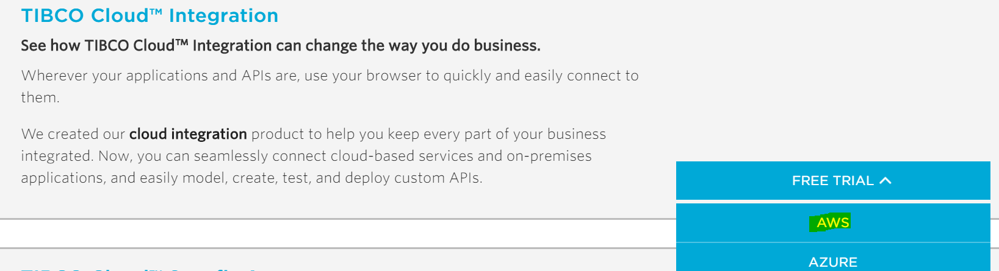 TIBCO Cloud™ Integration
See how TIBCO Cloud™ Integration can change the way you do business.
Wherever your applications and APIs are, use your browser to quickly and easily connect to
them.
We created our cloud integration product to help you keep every part of your business
integrated. Now, you can seamlessly connect cloud-based services and on-premises
applications, and easily model, create, test, and deploy custom APIs.
FREE TRIAL
AWS
AZURE